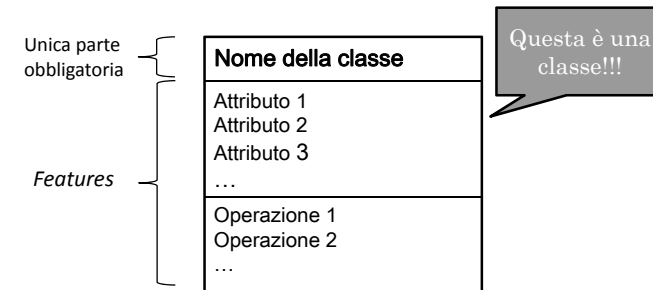 Unica parte
obbligatoria
Nome della classe
Questa è una
classe!!!
Features
Attributo 1
Attributo 2
Attributo 3
…
Operazione 1
Operazione 2
…